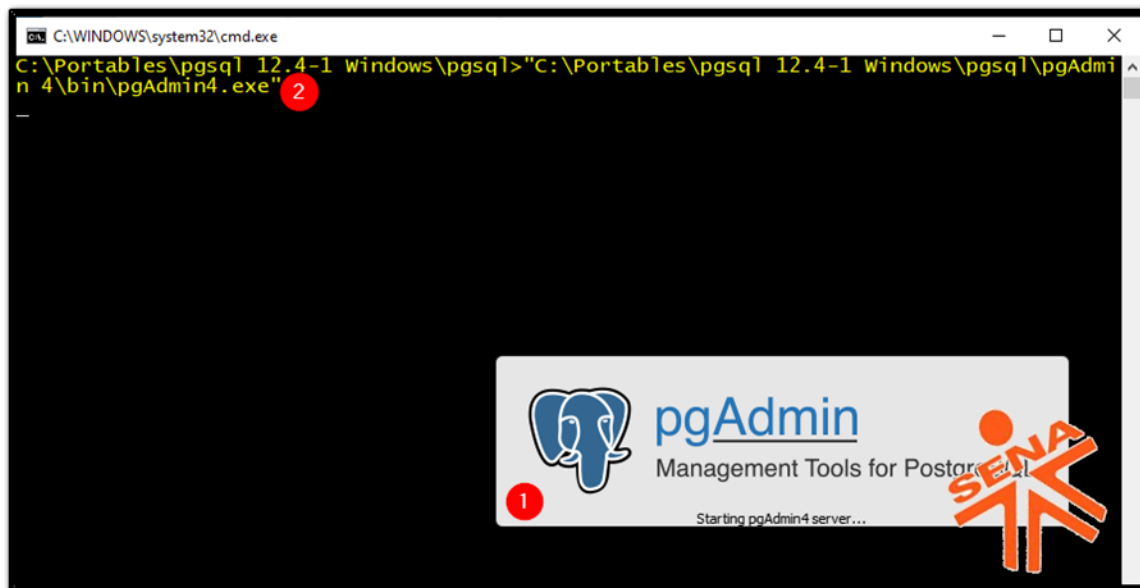 C:\WINDOWS\system32\cmd.exe
C:\Portables\pgsql 12.4-1 Windows\pgsql>"C:\Portables\pgsql 12.4-1 Windows\pgsql\pgAdmi
n 4\bin\pgAdmin4.exe"
2
pgAdmin
Management Tools for PostgreSQL
SENA
1
Starting pgAdmin4 server...